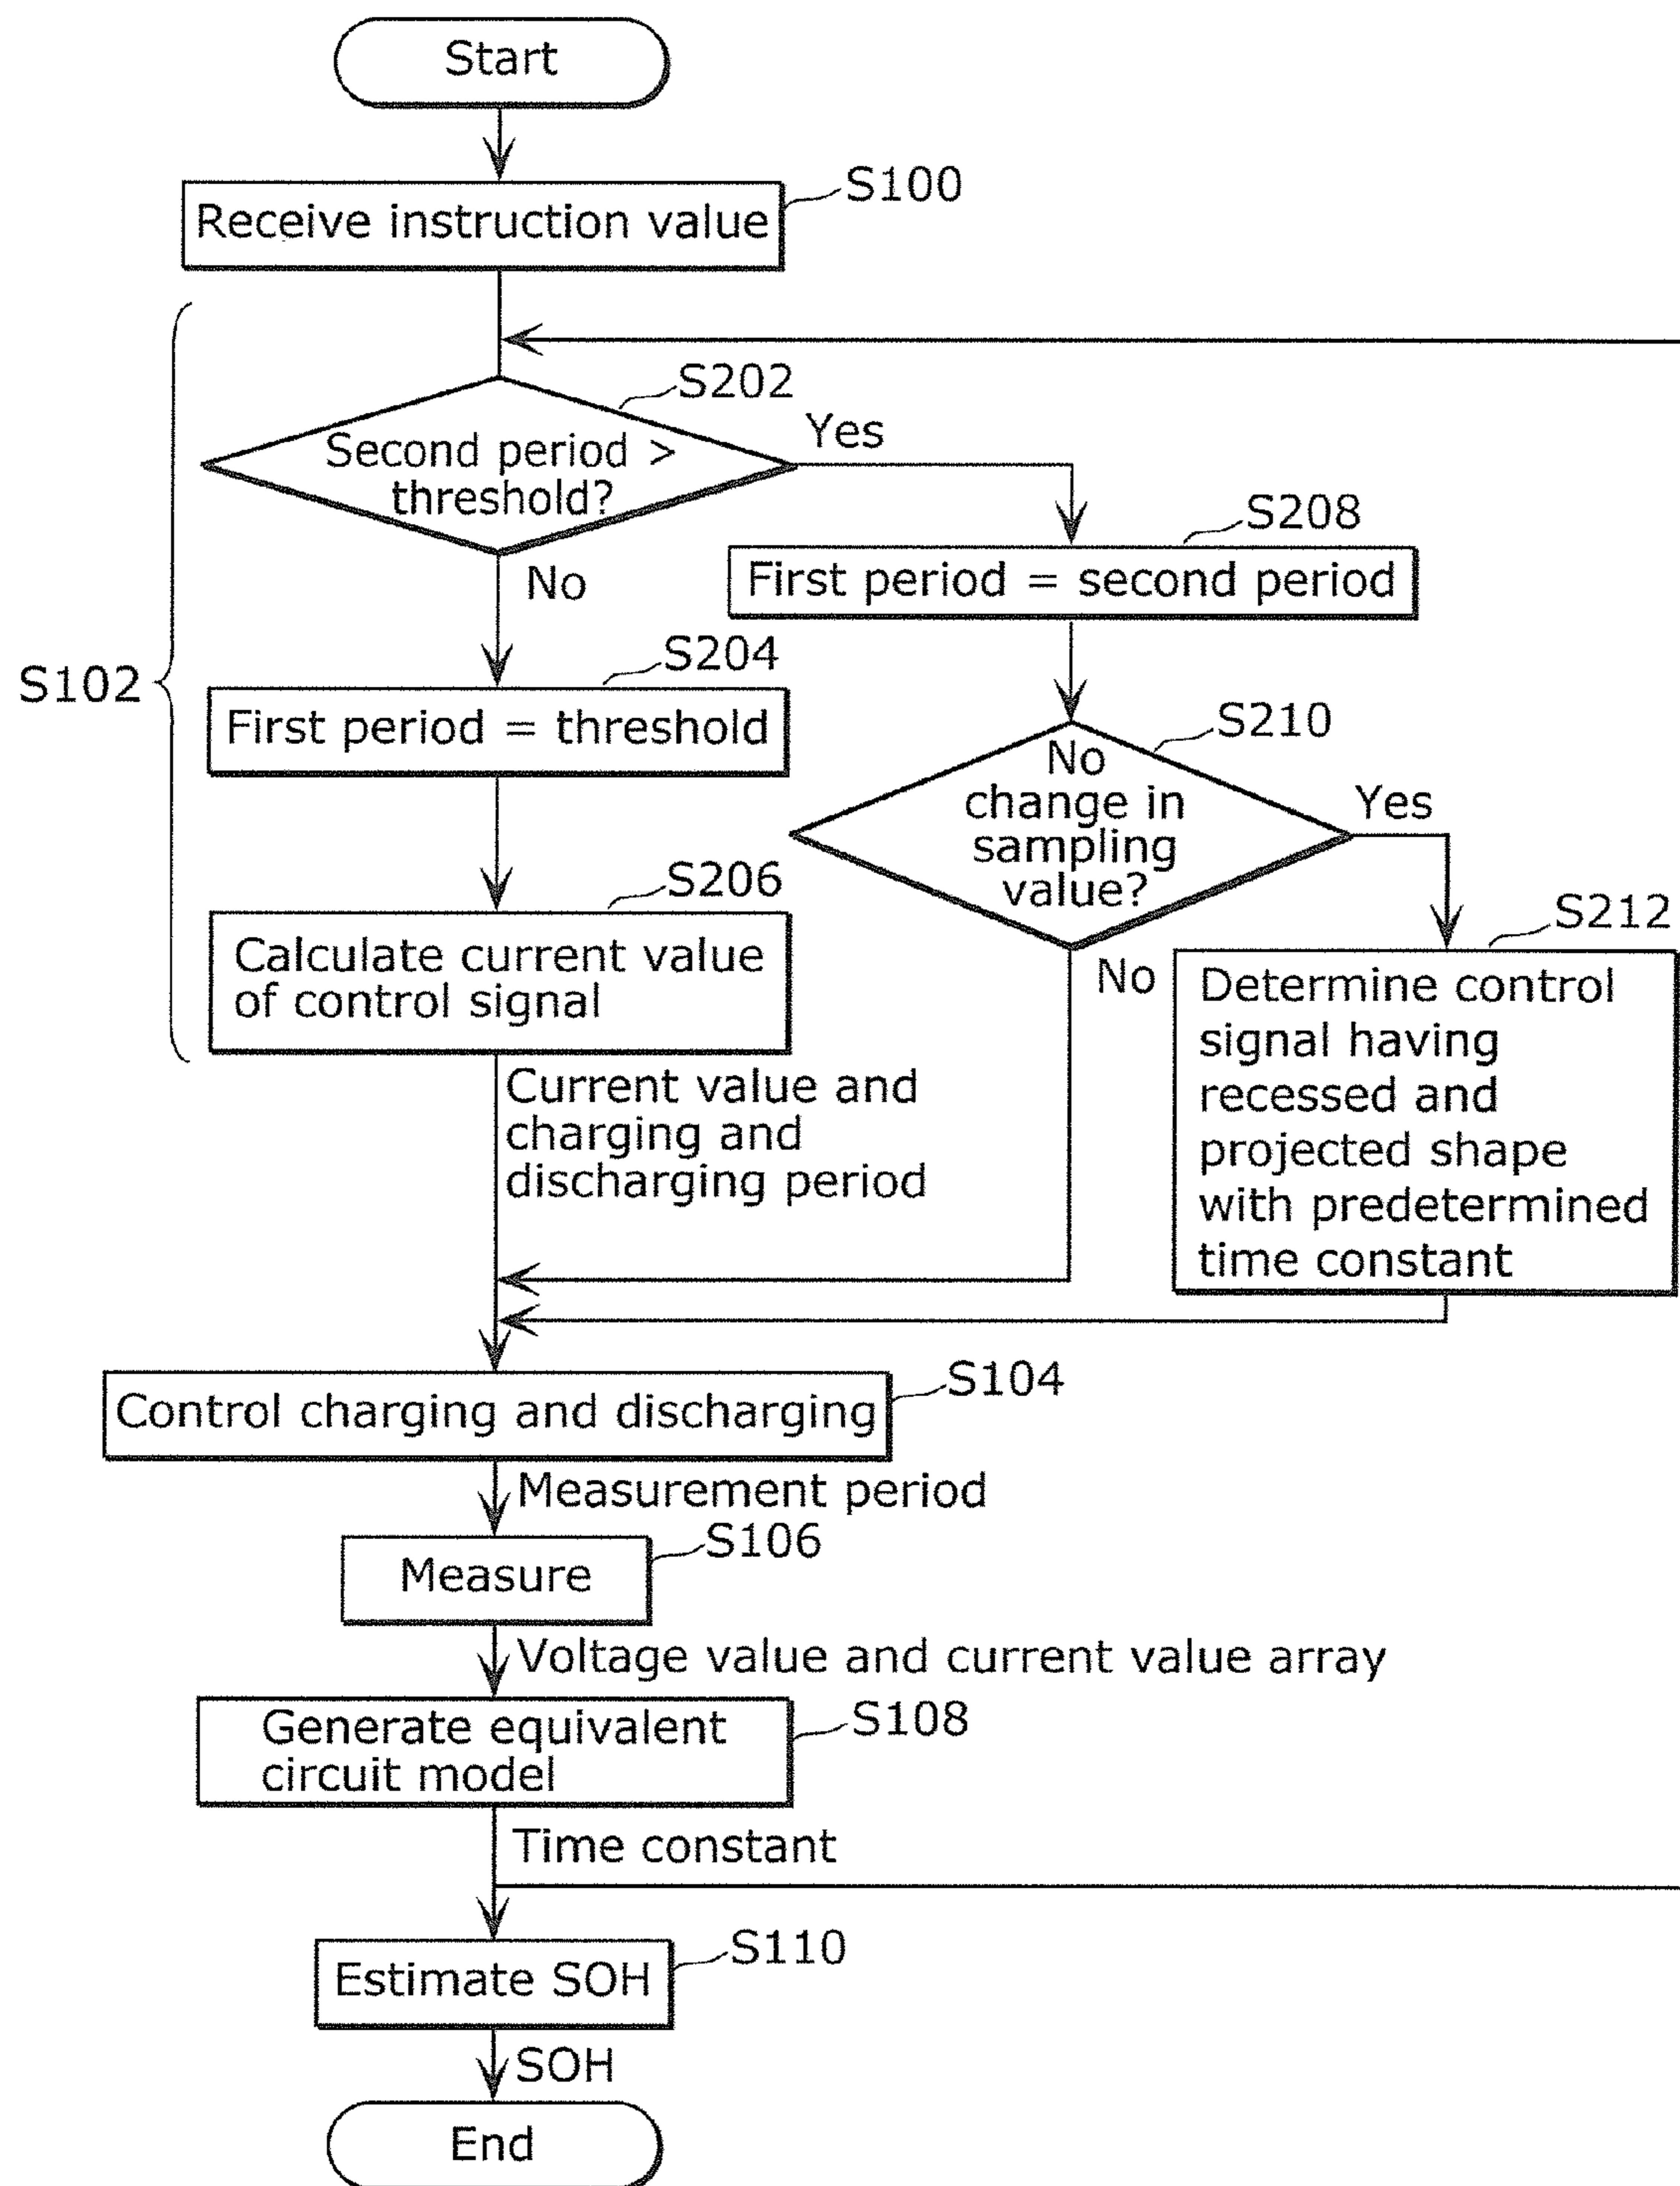 Start
S100
Receive instruction value
S202
Second period >
threshold?
Yes
No
S208
First period = second period
S102
S204
First period = threshold
S210
No
change in
sampling
value?
Yes
No
S206
Calculate current value
of control signal
S212
Determine control
signal having
recessed and
projected shape
with predetermined
time constant
Current value and
charging and
discharging period
S104
Control charging and discharging
Measurement period
S106
Measure
Voltage value and current value array
S108
Generate equivalent
circuit model
Time constant
S110
Estimate SOH
SOH
End